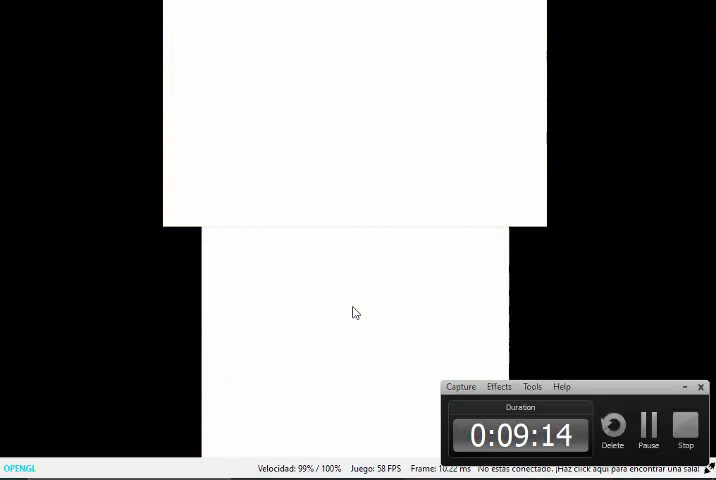 Capture Effects Tools Help
Duration
0:09:14
Delete Pause Stop
OPENGL Velocidad: 99% / 100% Juego: 58 FPS Frame: 10.22 ms No estás conectado. ¡Haz click aquí para encontrar una sala!